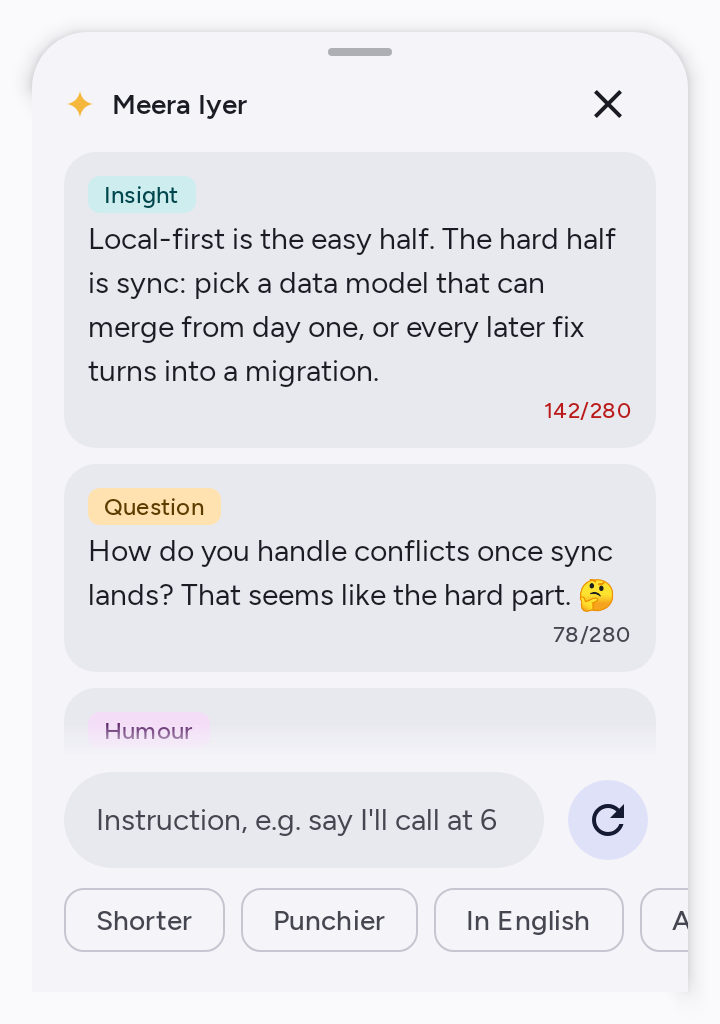 Meera Iyer
Insight
Local-first is the easy half. The hard half
is sync: pick a data model that can
merge from day one, or every later fix
turns into a migration.
142/280
Question
How do you handle conflicts once sync
lands? That seems like the hard part. 🤔
78/280
Humour
Instruction, e.g. say I'll call at 6
Shorter
Punchier
In English